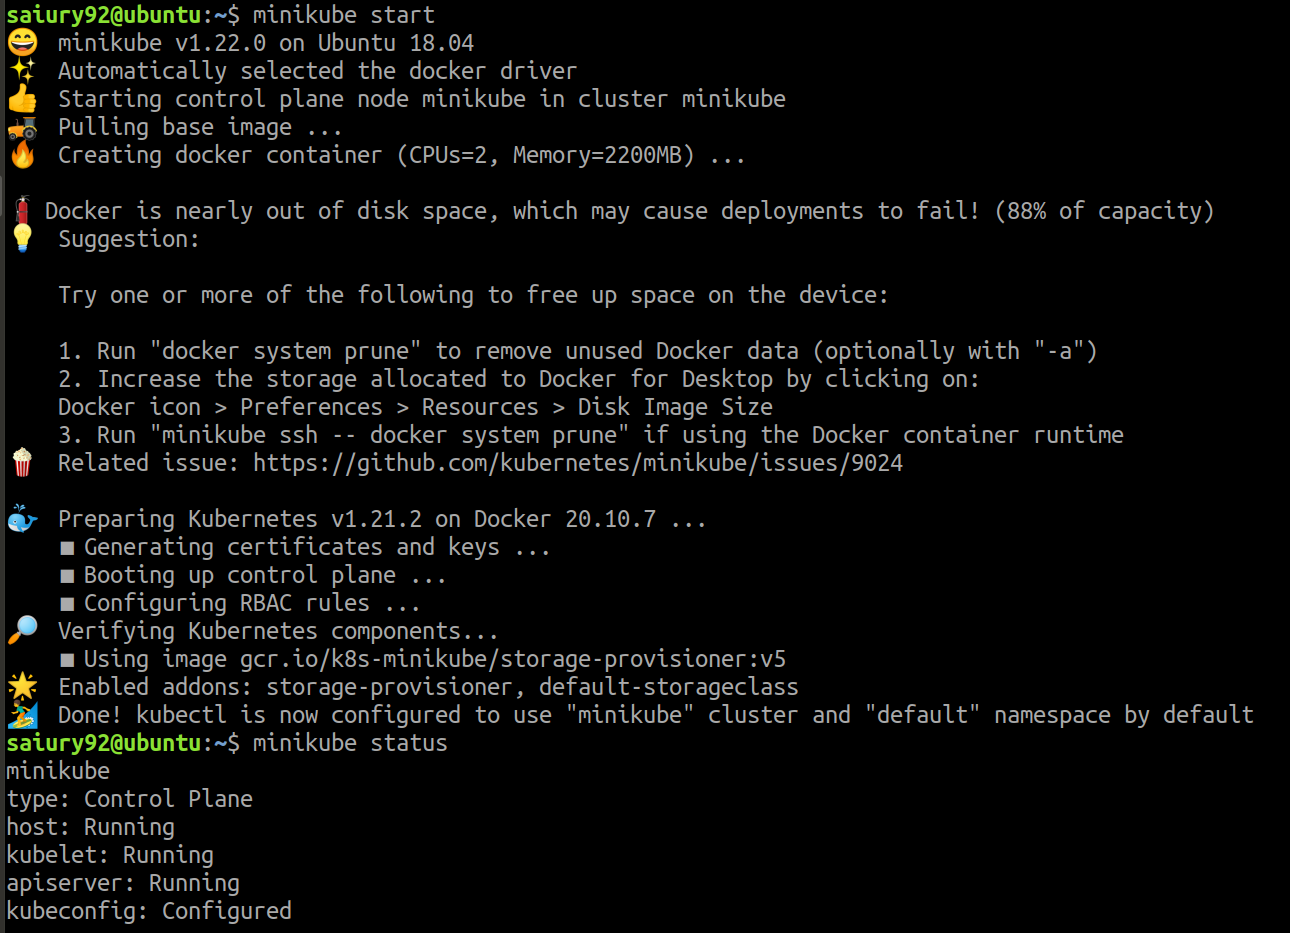 saiury92@ubuntu:~$ minikube start
😄 minikube v1.22.0 on Ubuntu 18.04
✨ Automatically selected the docker driver
👍 Starting control plane node minikube in cluster minikube
🚜 Pulling base image ...
🔥 Creating docker container (CPUs=2, Memory=2200MB) ...
🧯 Docker is nearly out of disk space, which may cause deployments to fail! (88% of capacity)
💡 Suggestion:
Try one or more of the following to free up space on the device:
1. Run "docker system prune" to remove unused Docker data (optionally with "-a")
2. Increase the storage allocated to Docker for Desktop by clicking on:
Docker icon > Preferences > Resources > Disk Image Size
3. Run "minikube ssh -- docker system prune" if using the Docker container runtime
🍿 Related issue: https://github.com/kubernetes/minikube/issues/9024
🐳 Preparing Kubernetes v1.21.2 on Docker 20.10.7 ...
■ Generating certificates and keys ...
■ Booting up control plane ...
■ Configuring RBAC rules ...
🔎 Verifying Kubernetes components...
■ Using image gcr.io/k8s-minikube/storage-provisioner:v5
🌟 Enabled addons: storage-provisioner, default-storageclass
🏄 Done! kubectl is now configured to use "minikube" cluster and "default" namespace by default
saiury92@ubuntu:~$ minikube status
minikube
type: Control Plane
host: Running
kubelet: Running
apiserver: Running
kubeconfig: Configured